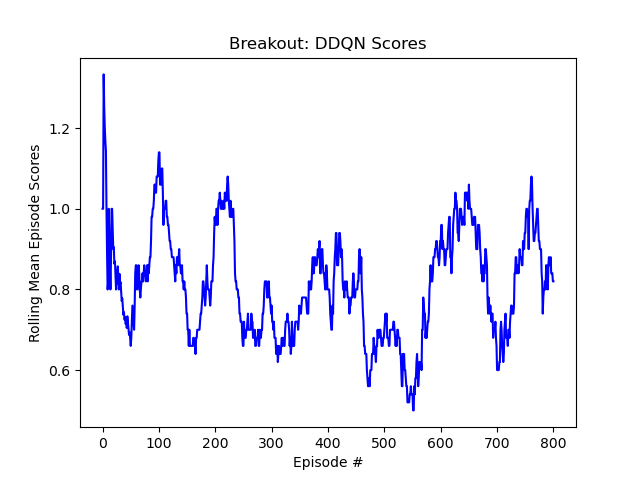 Breakout: DDQN Scores
Rolling Mean Episode Scores
1.2
1.0
0.8
0.6
0 100 200 300 400 500 600 700 800
Episode #